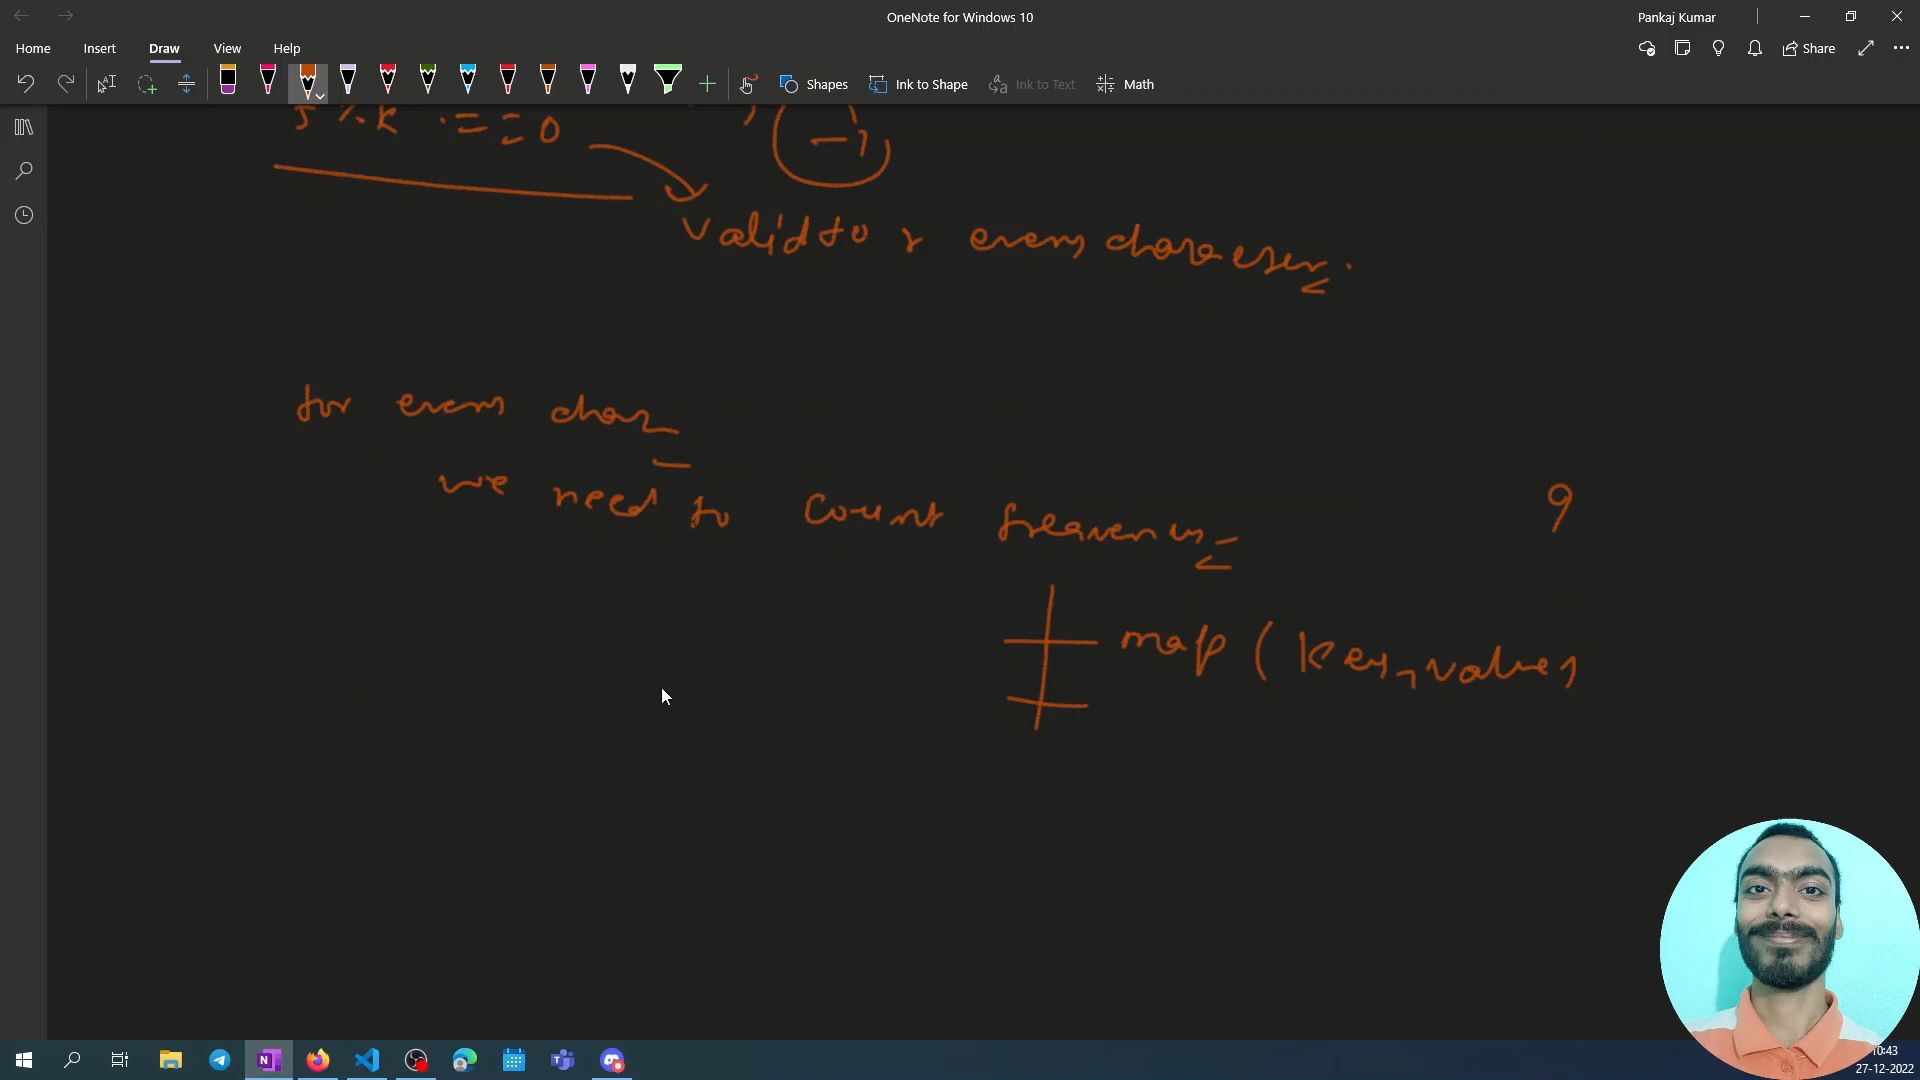 OneNote for Windows 10
Pankaj Kumar
Home Insert Draw View Help
Share
Shapes Ink to Shape Ink to Text Math
% k == 0
-1
valid for every character.
for every char
we need to count frequency
9
map (key, value)
10:43
27-12-2022